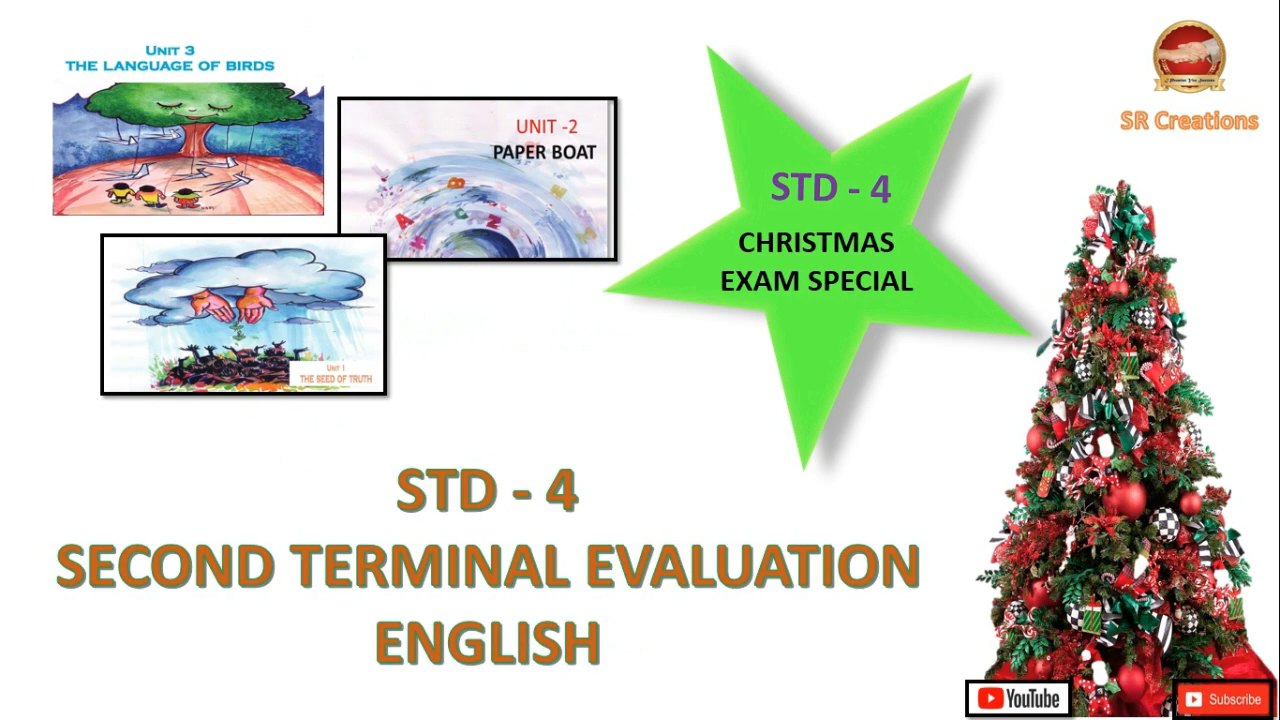 UNIT 3
THE LANGUAGE OF BIRDS
UNIT -2
PAPER BOAT
UNIT 1
THE SEED OF TRUTH
STD - 4
CHRISTMAS
EXAM SPECIAL
SR Creations
STD - 4
SECOND TERMINAL EVALUATION
ENGLISH
YouTube
Subscribe